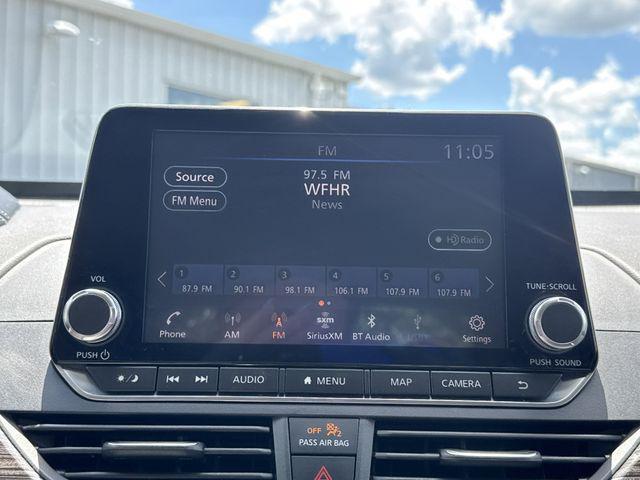 FM 11:05
Source
97.5 FM
WFHR
FM Menu
News
HD Radio
1 2 3 4 5 6
87.9 FM 90.1 FM 98.1 FM 106.1 FM 107.9 FM 107.9 FM
VOL
TUNE·SCROLL
sxm
Phone AM FM SiriusXM BT Audio USB Settings
PUSH
PUSH SOUND
AUDIO MENU MAP CAMERA
OFF 2
PASS AIR BAG